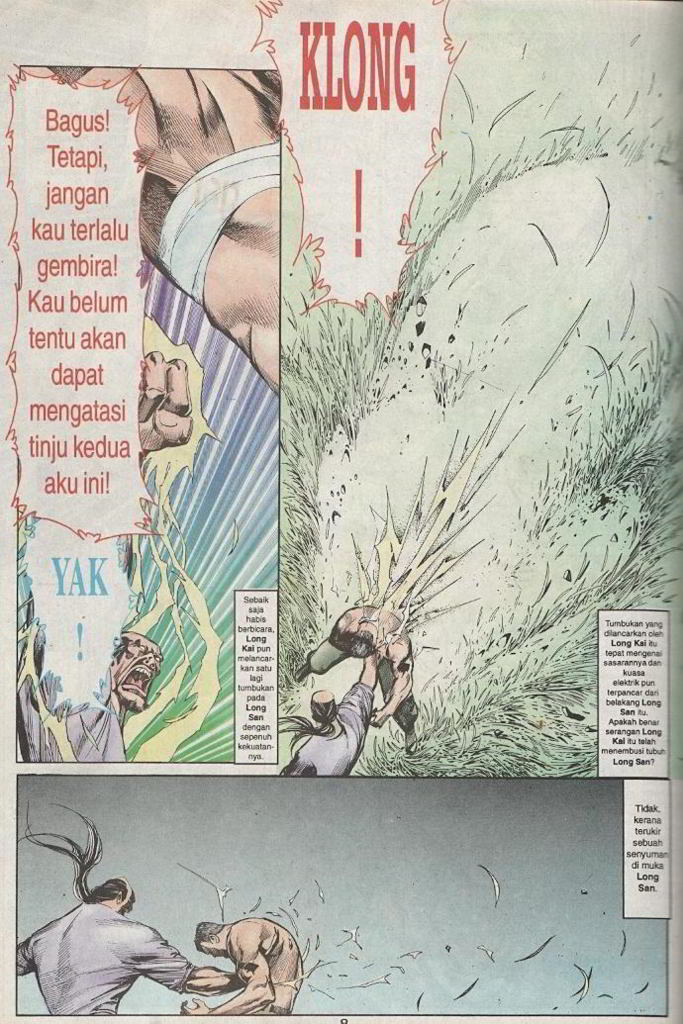 Bagus!
Tetapi,
jangan
kau terlalu
gembira!
Kau belum
tentu akan
dapat
mengatasi
tinju kedua
aku ini!
YAK
!
Sebaik
saja
habis
berbicara,
Long
Kai pun
melancar-
kan satu
lagi
tumbukan
pada
Long
San
dengan
sepenuh
kekuatan-
nya.
KLONG
!
Tumbukan yang
dilancarkan oleh
Long Kai itu
tepat mengenai
sasarannya dan
kuasa
elektrik pun
terpancar dari
belakang Long
San itu.
Apakah benar
serangan Long
Kai itu telah
menembusi tubuh
Long San?
Tidak,
kerana
terukir
sebuah
senyuman
di muka
Long
San.
8